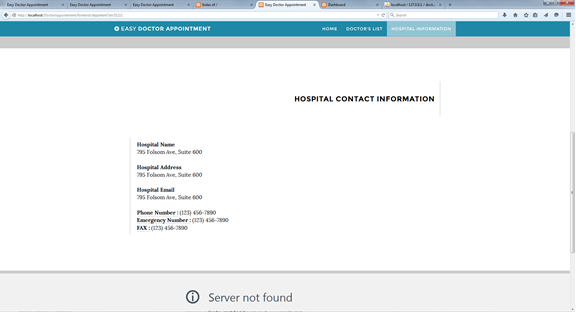 Easy Doctor Appointment
Easy Doctor Appointment
Easy Doctor Appointment
Index of /
Easy Doctor Appointment
Dashboard
Search
EASY DOCTOR APPOINTMENT
HOME
DOCTOR'S LIST
HOSPITAL INFORMATION
HOSPITAL CONTACT INFORMATION
Hospital Name
795 Folsom Ave, Suite 600
Hospital Address
795 Folsom Ave, Suite 600
Hospital Email
795 Folsom Ave, Suite 600
Phone Number : (123) 456-7890
Emergency Number : (123) 456-7890
FAX : (123) 456-7890
Server not found